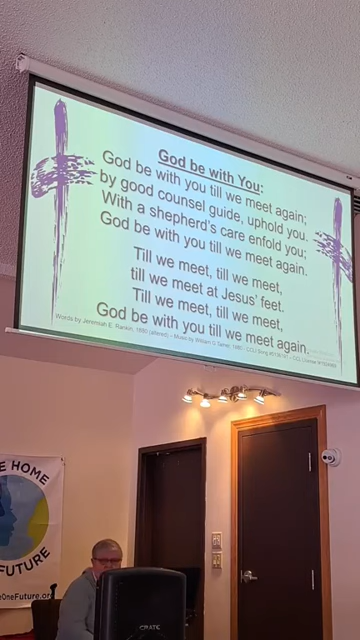 God be with You:
God be with you till we meet again;
by good counsel guide, uphold you.
With a shepherd's care enfold you;
God be with you till we meet again.
Till we meet, till we meet,
till we meet at Jesus' feet.
Till we meet, till we meet,
God be with you till we meet again.
Words by Jeremiah E. Rankin, 1880 (altered) – Music by William G. Tomer, 1880 – CCLI Song
E HOME
FUTURE
eOneFuture.org
CRATE